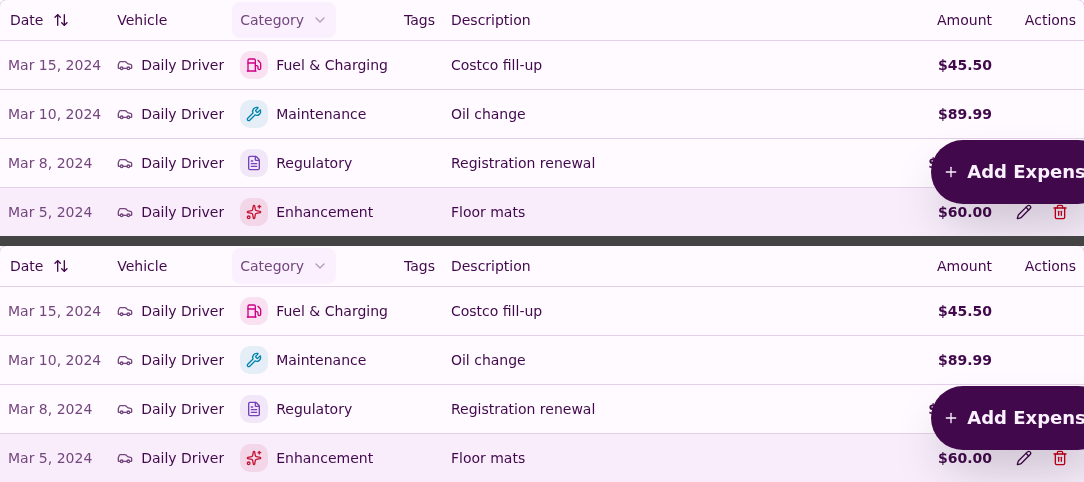 Date Vehicle Category Tags Description Amount Actions
Mar 15, 2024 Daily Driver Fuel & Charging Costco fill-up $45.50
Mar 10, 2024 Daily Driver Maintenance Oil change $89.99
Mar 8, 2024 Daily Driver Regulatory Registration renewal
+ Add Expens
Mar 5, 2024 Daily Driver Enhancement Floor mats $60.00
Date Vehicle Category Tags Description Amount Actions
Mar 15, 2024 Daily Driver Fuel & Charging Costco fill-up $45.50
Mar 10, 2024 Daily Driver Maintenance Oil change $89.99
Mar 8, 2024 Daily Driver Regulatory Registration renewal
+ Add Expens
Mar 5, 2024 Daily Driver Enhancement Floor mats $60.00